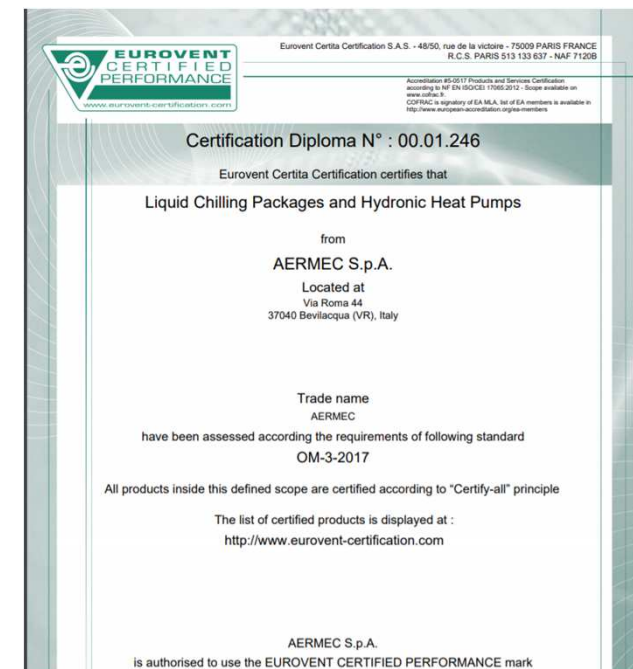 EUROVENT
CERTIFIED
PERFORMANCE
www.eurovent-certification.com
Eurovent Certita Certification S.A.S. - 48/50, rue de la victoire - 75009 PARIS FRANCE
R.C.S. PARIS 513 133 637 - NAF 7120B
Accreditation #5-0517 Products and Services Certification
according to NF EN ISO/CEI 17065:2012 - Scope available on
www.cofrac.fr.
COFRAC is signatory of EA MLA, list of EA members is available in
http://www.european-accreditation.org/ea-members
Certification Diploma N° : 00.01.246
Eurovent Certita Certification certifies that
Liquid Chilling Packages and Hydronic Heat Pumps
from
AERMEC S.p.A.
Located at
Via Roma 44
37040 Bevilacqua (VR), Italy
Trade name
AERMEC
have been assessed according the requirements of following standard
OM-3-2017
All products inside this defined scope are certified according to “Certify-all” principle
The list of certified products is displayed at :
http://www.eurovent-certification.com
AERMEC S.p.A.
is authorised to use the EUROVENT CERTIFIED PERFORMANCE mark